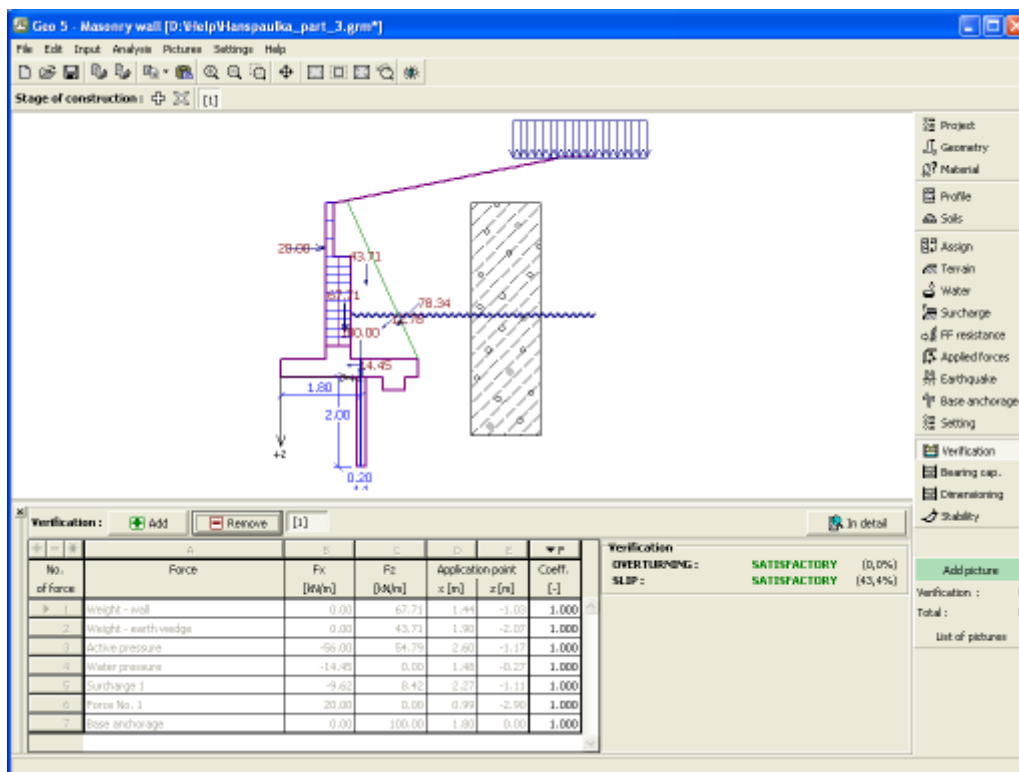 Geo 5 - Masonry wall [D:\Help\Hanspaulka_part_3.grm*]
File Edit Input Analysis Pictures Settings Help
Stage of construction : [1]
Project
Geometry
Material
Profile
Soils
Assign
Terrain
Water
Surcharge
FF resistance
Applied forces
Earthquake
Base anchorage
Setting
Verification
Bearing cap.
Dimensioning
Stability
43.71
78.34
14.45
1.80
2.00
+z
0.20
Verification : Add Remove [1] In detail
A B C D E F
No. Force Fx Fz Application point Coeff.
of force [kN/m] [kN/m] x [m] z [m] [-]
1 Weight - wall 0.00 67.71 1.44 -1.03 1.000
2 Weight - earth wedge 0.00 43.71 1.90 -2.07 1.000
3 Active pressure -56.00 54.79 2.60 -1.17 1.000
4 Water pressure -14.45 0.00 1.48 -0.27 1.000
5 Surcharge 1 -9.62 8.42 2.27 -1.11 1.000
6 Force No. 1 20.00 0.00 0.99 -2.90 1.000
7 Base anchorage 0.00 100.00 1.80 0.00 1.000
Verification
OVERTURNING : SATISFACTORY (0,0%)
SLIP : SATISFACTORY (43,4%)
Add picture
Verification :
Total :
List of pictures